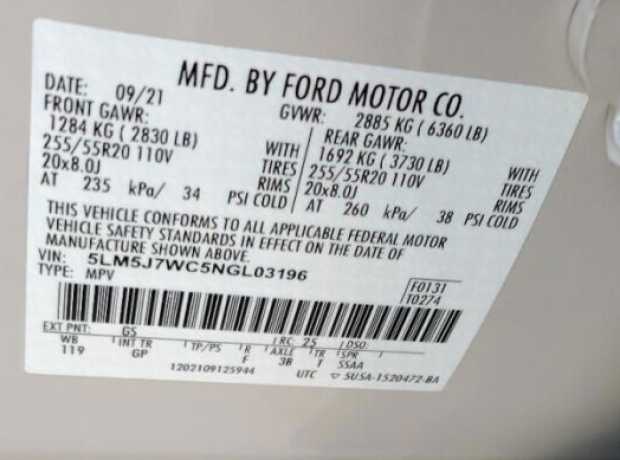 MFD. BY FORD MOTOR CO.
DATE: 09/21 GVWR: 2885 KG ( 6360 LB)
FRONT GAWR: REAR GAWR:
1284 KG ( 2830 LB) WITH 1692 KG ( 3730 LB) WITH
255/55R20 110V TIRES 255/55R20 110V TIRES
20x8.0J RIMS 20x8.0J RIMS
AT 235 kPa/ 34 PSI COLD AT 260 kPa/ 38 PSI COLD
THIS VEHICLE CONFORMS TO ALL APPLICABLE FEDERAL MOTOR
VEHICLE SAFETY STANDARDS IN EFFECT ON THE DATE OF
MANUFACTURE SHOWN ABOVE.
VIN: 5LM5J7WC5NGL03196
TYPE: MPV
F0131
T0274
EXT PNT: GS RC: 25 DSO:
WB INT TR TP/PS R AXLE TR SPR
119 GP F 3B T SSAA
1202109125944 UTC ▽ SU5A-1520472-BA